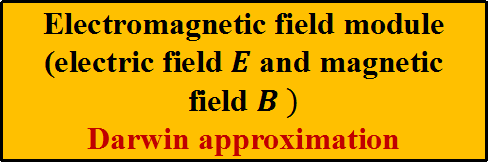 Electromagnetic field module
(electric field E and magnetic
field B )
Darwin approximation